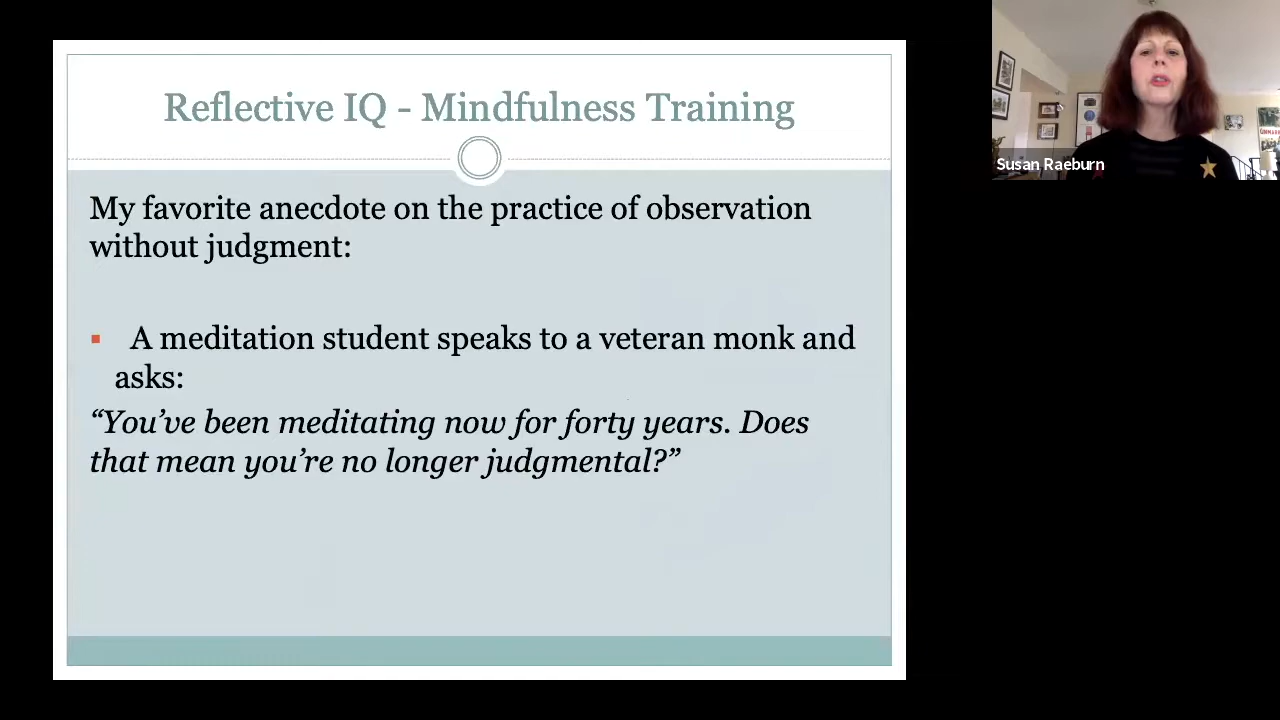 Reflective IQ - Mindfulness Training
My favorite anecdote on the practice of observation
without judgment:
A meditation student speaks to a veteran monk and
asks:
“You’ve been meditating now for forty years. Does
that mean you’re no longer judgmental?”
Susan Raeburn